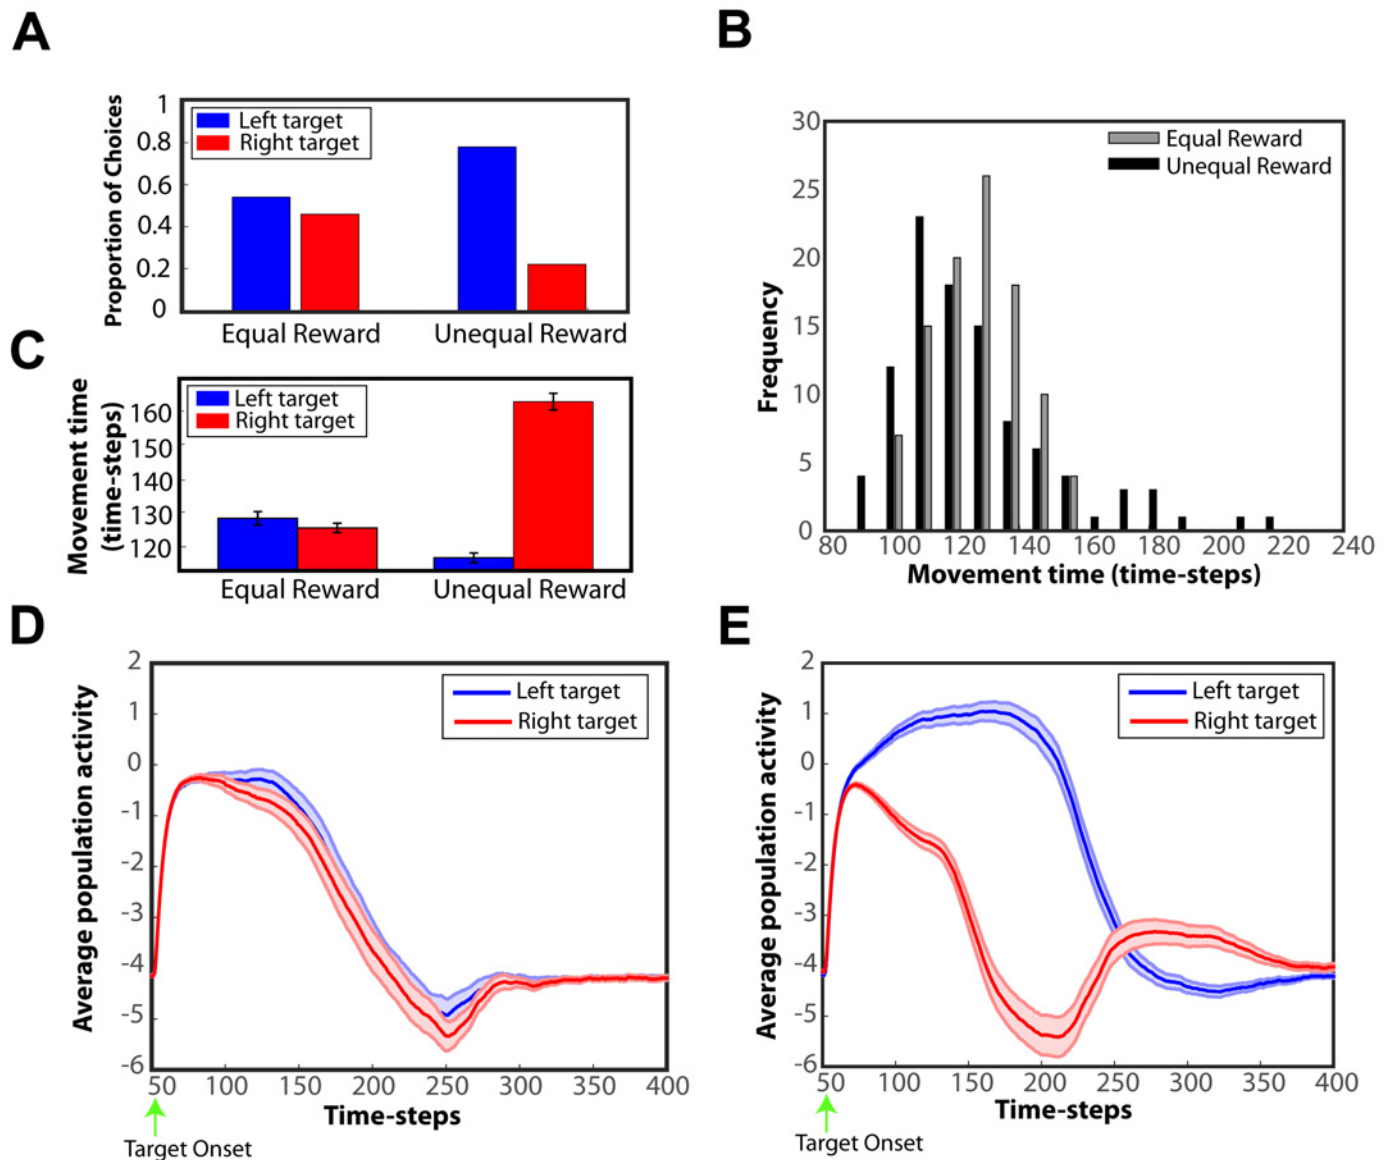 A
Proportion of Choices
1
0.8
0.6
0.4
0.2
0
Left target
Right target
Equal Reward
Unequal Reward
B
Frequency
30
25
20
15
10
5
0
Equal Reward
Unequal Reward
80 100 120 140 160 180 200 220 240
Movement time (time-steps)
C
Movement time
(time-steps)
160
150
140
130
120
Left target
Right target
Equal Reward
Unequal Reward
D
Average population activity
2
1
0
-1
-2
-3
-4
-5
-6
Left target
Right target
50 100 150 200 250 300 350 400
Time-steps
Target Onset
E
Average population activity
2
1
0
-1
-2
-3
-4
-5
-6
Left target
Right target
50 100 150 200 250 300 350 400
Time-steps
Target Onset